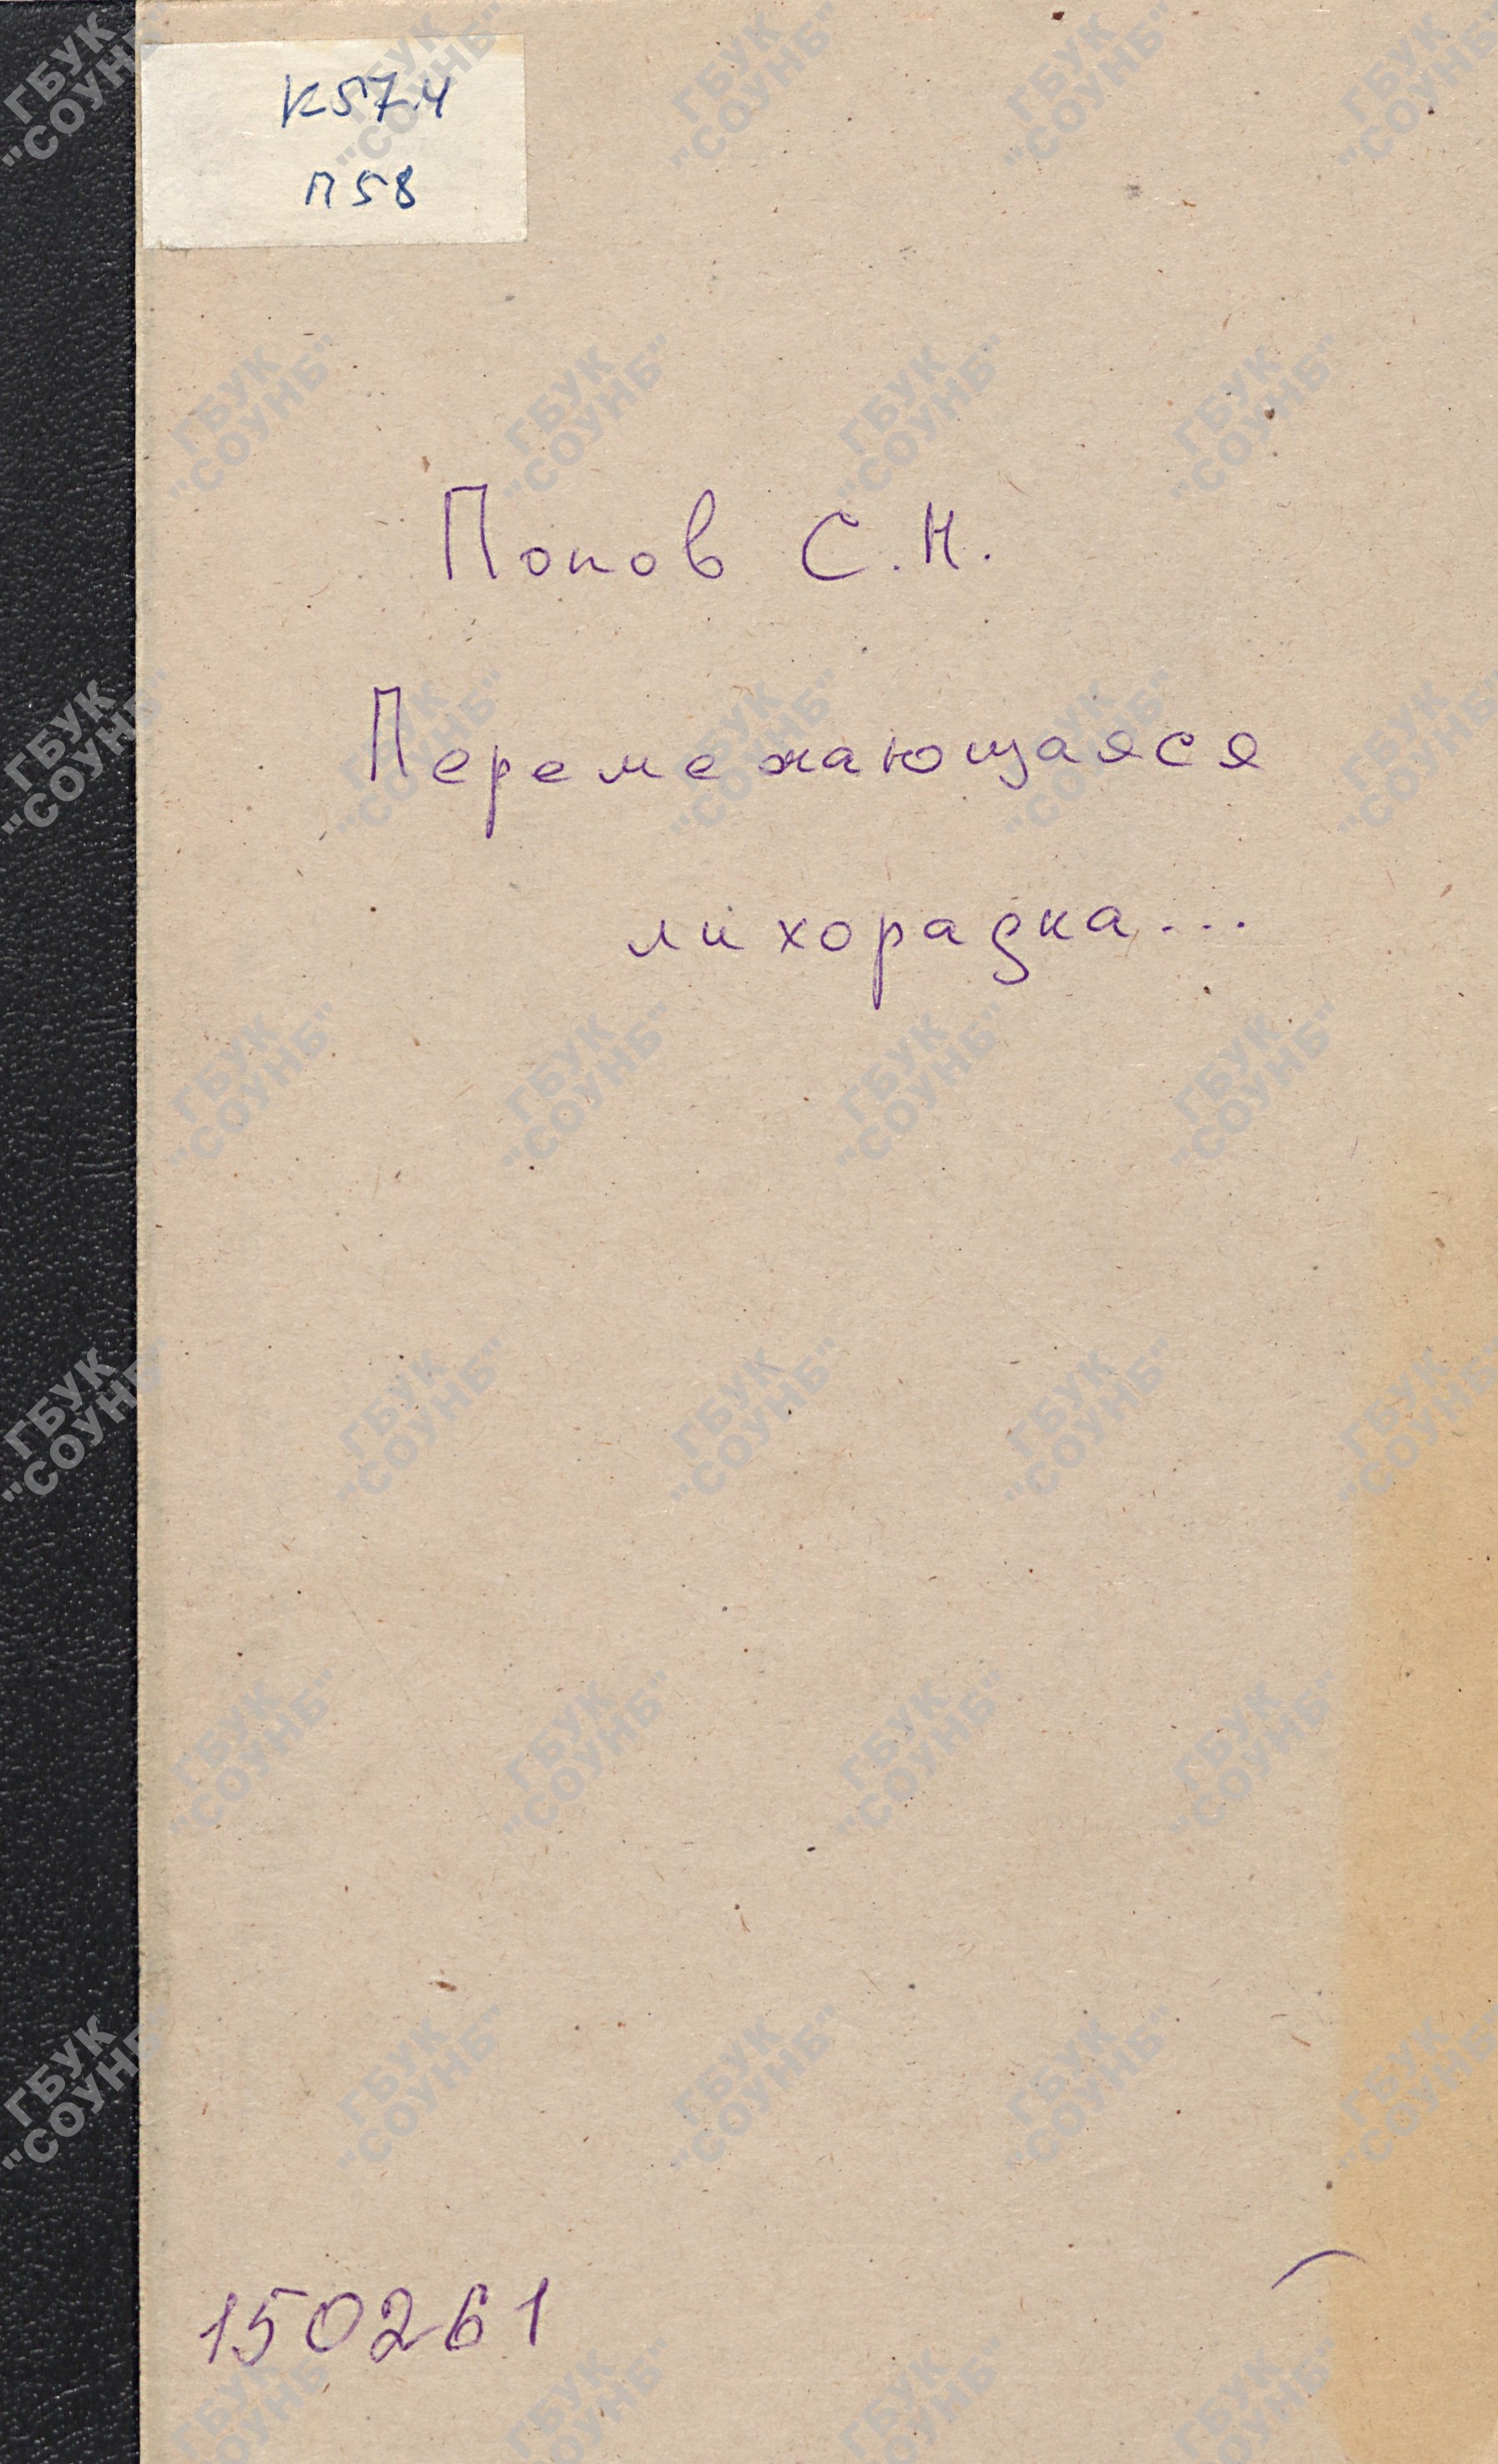 К57.4
П58
Попов С.Н.
Перемежающаяся
лихорадка...
150261
ГБУК
"СОУНБ"